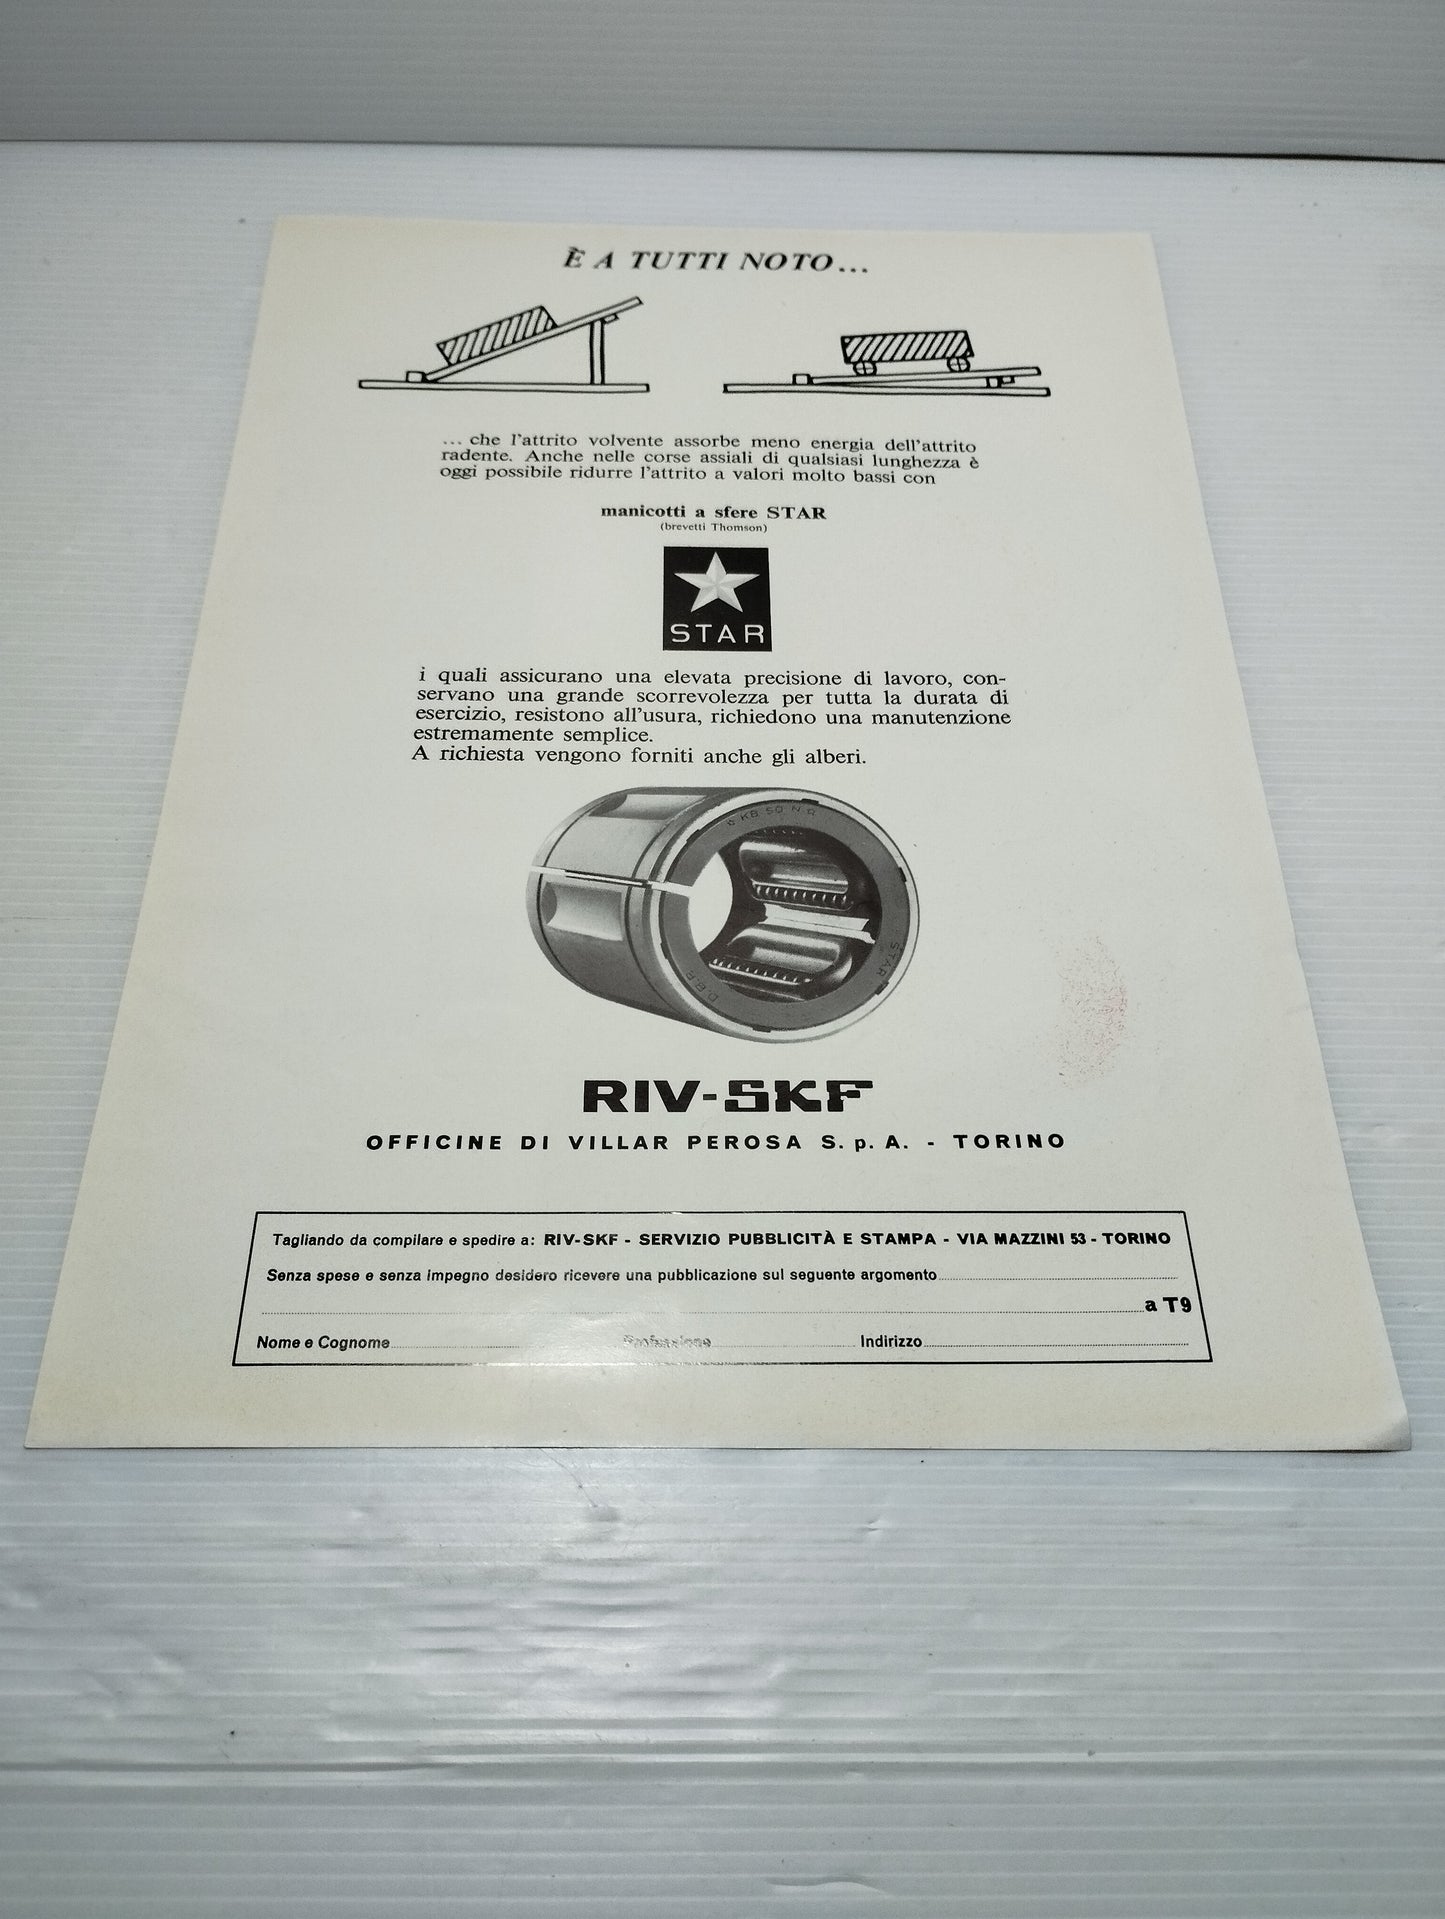 È A TUTTI NOTO...
... che l'attrito volvente assorbe meno energia dell'attrito
radente. Anche nelle corse assiali di qualsiasi lunghezza è
oggi possibile ridurre l'attrito a valori molto bassi con
manicotti a sfere STAR
(brevetti Thomson)
STAR
i quali assicurano una elevata precisione di lavoro, con-
servano una grande scorrevolezza per tutta la durata di
esercizio, resistono all'usura, richiedono una manutenzione
estremamente semplice.
A richiesta vengono forniti anche gli alberi.
KB 50 N
STAR
D.B.P.
RIV-SKF
OFFICINE DI VILLAR PEROSA S.p.A. - TORINO
Tagliando da compilare e spedire a: RIV-SKF - SERVIZIO PUBBLICITÀ E STAMPA - VIA MAZZINI 53 - TORINO
Senza spese e senza impegno desidero ricevere una pubblicazione sul seguente argomento
a T9
Nome e Cognome Professione Indirizzo